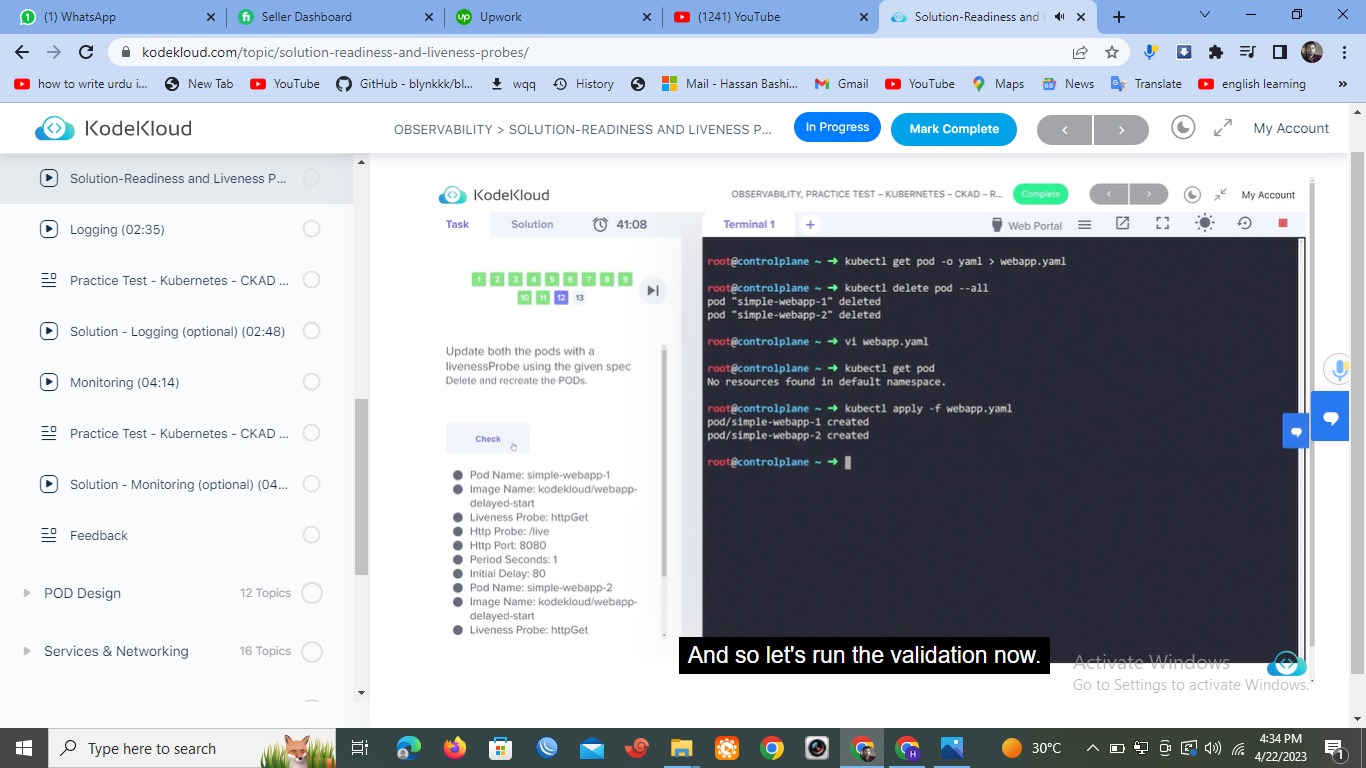 (1) WhatsApp
Seller Dashboard
Upwork
(1241) YouTube
Solution-Readiness and
kodekloud.com/topic/solution-readiness-and-liveness-probes/
how to write urdu i...
New Tab
YouTube
GitHub - blynkkk/bl...
wqq
History
Mail - Hassan Bashi...
Gmail
YouTube
Maps
News
Translate
english learning
»
KodeKloud
OBSERVABILITY > SOLUTION-READINESS AND LIVENESS P...
In Progress
Mark Complete
<
>
My Account
Solution-Readiness and Liveness P...
Logging (02:35)
Practice Test - Kubernetes - CKAD ...
Solution - Logging (optional) (02:48)
Monitoring (04:14)
Practice Test - Kubernetes - CKAD ...
Solution - Monitoring (optional) (04...
Feedback
POD Design
12 Topics
Services & Networking
16 Topics
KodeKloud
OBSERVABILITY, PRACTICE TEST – KUBERNETES – CKAD – R...
Complete
<
>
My Account
Task
Solution
41:08
Terminal 1
+
Web Portal
1 2 3 4 5 6 7 8 9
10 11 12 13
Update both the pods with a
livenessProbe using the given spec
Delete and recreate the PODs.
Check
Pod Name: simple-webapp-1
Image Name: kodekloud/webapp-
delayed-start
Liveness Probe: httpGet
Http Probe: /live
Http Port: 8080
Period Seconds: 1
Initial Delay: 80
Pod Name: simple-webapp-2
Image Name: kodekloud/webapp-
delayed-start
Liveness Probe: httpGet
root@controlplane ~ ➜ kubectl get pod -o yaml > webapp.yaml
root@controlplane ~ ➜ kubectl delete pod --all
pod "simple-webapp-1" deleted
pod "simple-webapp-2" deleted
root@controlplane ~ ➜ vi webapp.yaml
root@controlplane ~ ➜ kubectl get pod
No resources found in default namespace.
root@controlplane ~ ➜ kubectl apply -f webapp.yaml
pod/simple-webapp-1 created
pod/simple-webapp-2 created
root@controlplane ~ ➜
And so let's run the validation now.
Activate Windows
Go to Settings to activate Windows.
Type here to search
30°C
4:34 PM
4/22/2023
1